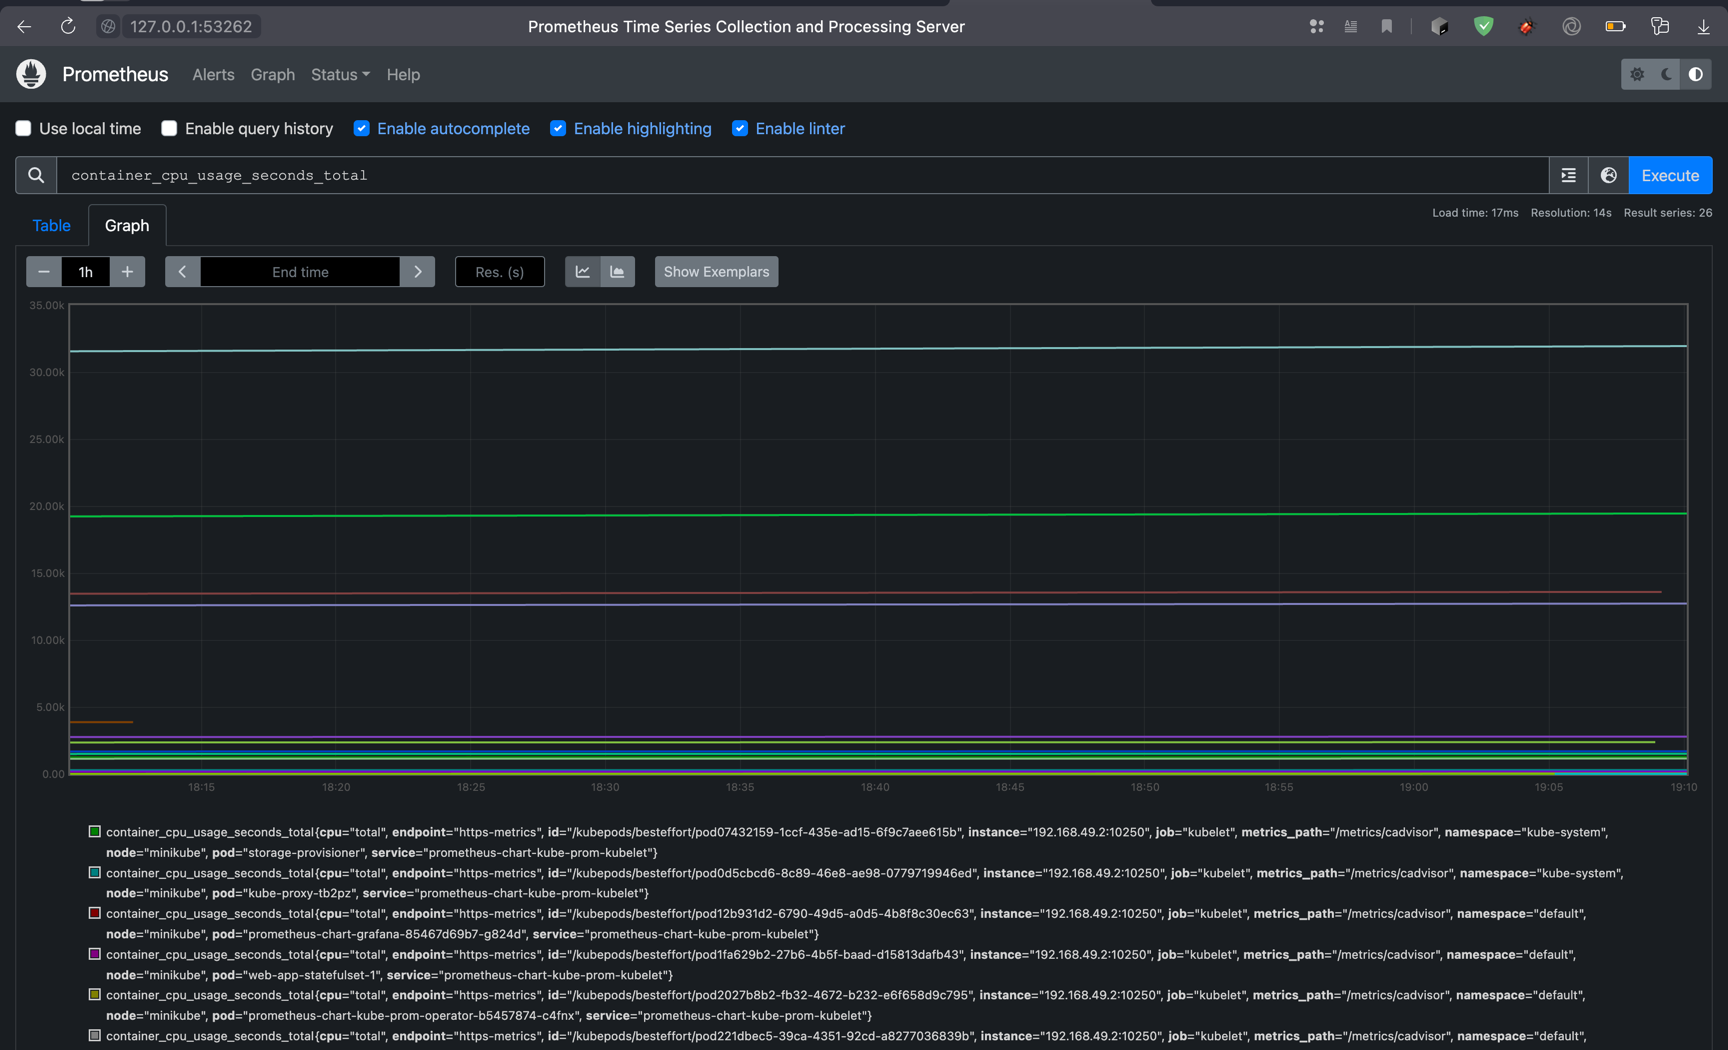 127.0.0.1:53262
Prometheus Time Series Collection and Processing Server
Prometheus Alerts Graph Status Help
Use local time Enable query history Enable autocomplete Enable highlighting Enable linter
container_cpu_usage_seconds_total
Execute
Table Graph
Load time: 17ms Resolution: 14s Result series: 26
1h End time Res. (s) Show Exemplars
35.00k
30.00k
25.00k
20.00k
15.00k
10.00k
5.00k
0.00
18:15 18:20 18:25 18:30 18:35 18:40 18:45 18:50 18:55 19:00 19:05 19:10
container_cpu_usage_seconds_total{cpu="total", endpoint="https-metrics", id="/kubepods/besteffort/pod07432159-1ccf-435e-ad15-6f9c7aee615b", instance="192.168.49.2:10250", job="kubelet", metrics_path="/metrics/cadvisor", namespace="kube-system",
node="minikube", pod="storage-provisioner", service="prometheus-chart-kube-prom-kubelet"}
container_cpu_usage_seconds_total{cpu="total", endpoint="https-metrics", id="/kubepods/besteffort/pod0d5cbcd6-8c89-46e8-ae98-0779719946ed", instance="192.168.49.2:10250", job="kubelet", metrics_path="/metrics/cadvisor", namespace="kube-system",
node="minikube", pod="kube-proxy-tb2pz", service="prometheus-chart-kube-prom-kubelet"}
container_cpu_usage_seconds_total{cpu="total", endpoint="https-metrics", id="/kubepods/besteffort/pod12b931d2-6790-49d5-a0d5-4b8f8c30ec63", instance="192.168.49.2:10250", job="kubelet", metrics_path="/metrics/cadvisor", namespace="default",
node="minikube", pod="prometheus-chart-grafana-85467d69b7-g824d", service="prometheus-chart-kube-prom-kubelet"}
container_cpu_usage_seconds_total{cpu="total", endpoint="https-metrics", id="/kubepods/besteffort/pod1fa629b2-27b6-4b5f-baad-d15813dafb43", instance="192.168.49.2:10250", job="kubelet", metrics_path="/metrics/cadvisor", namespace="default",
node="minikube", pod="web-app-statefulset-1", service="prometheus-chart-kube-prom-kubelet"}
container_cpu_usage_seconds_total{cpu="total", endpoint="https-metrics", id="/kubepods/besteffort/pod2027b8b2-fb32-4672-b232-e6f658d9c795", instance="192.168.49.2:10250", job="kubelet", metrics_path="/metrics/cadvisor", namespace="default",
node="minikube", pod="prometheus-chart-kube-prom-operator-b5457874-c4fnx", service="prometheus-chart-kube-prom-kubelet"}
container_cpu_usage_seconds_total{cpu="total", endpoint="https-metrics", id="/kubepods/besteffort/pod221dbec5-39ca-4351-92cd-a8277036839b", instance="192.168.49.2:10250", job="kubelet", metrics_path="/metrics/cadvisor", namespace="default",